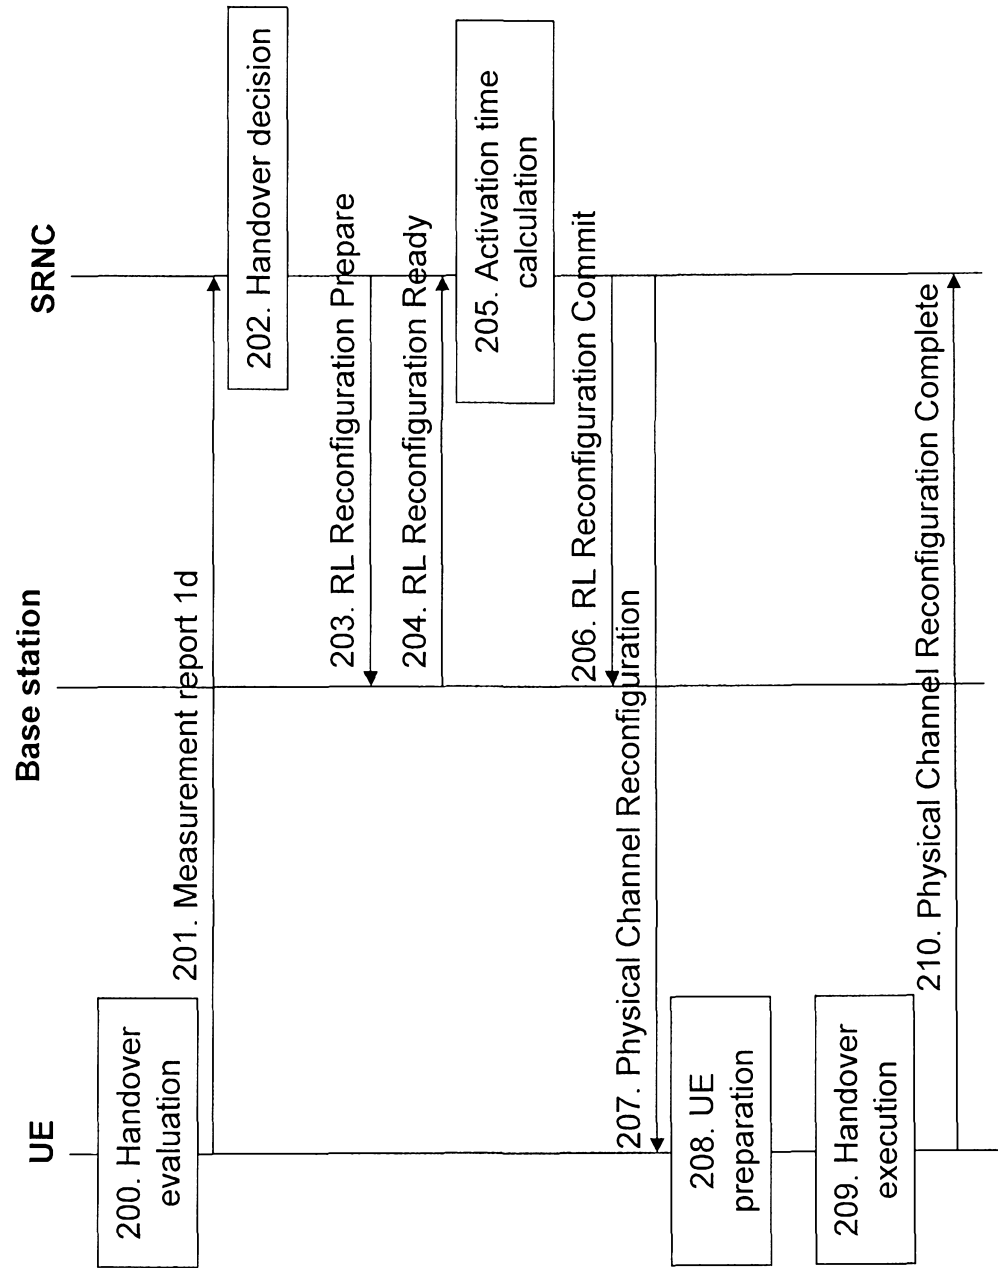 UE
Base station
SRNC
200. Handover
evaluation
201. Measurement report 1d
202. Handover decision
203. RL Reconfiguration Prepare
204. RL Reconfiguration Ready
205. Activation time
calculation
206. RL Reconfiguration Commit
207. Physical Channel Reconfiguration
208. UE
preparation
209. Handover
execution
210. Physical Channel Reconfiguration Complete